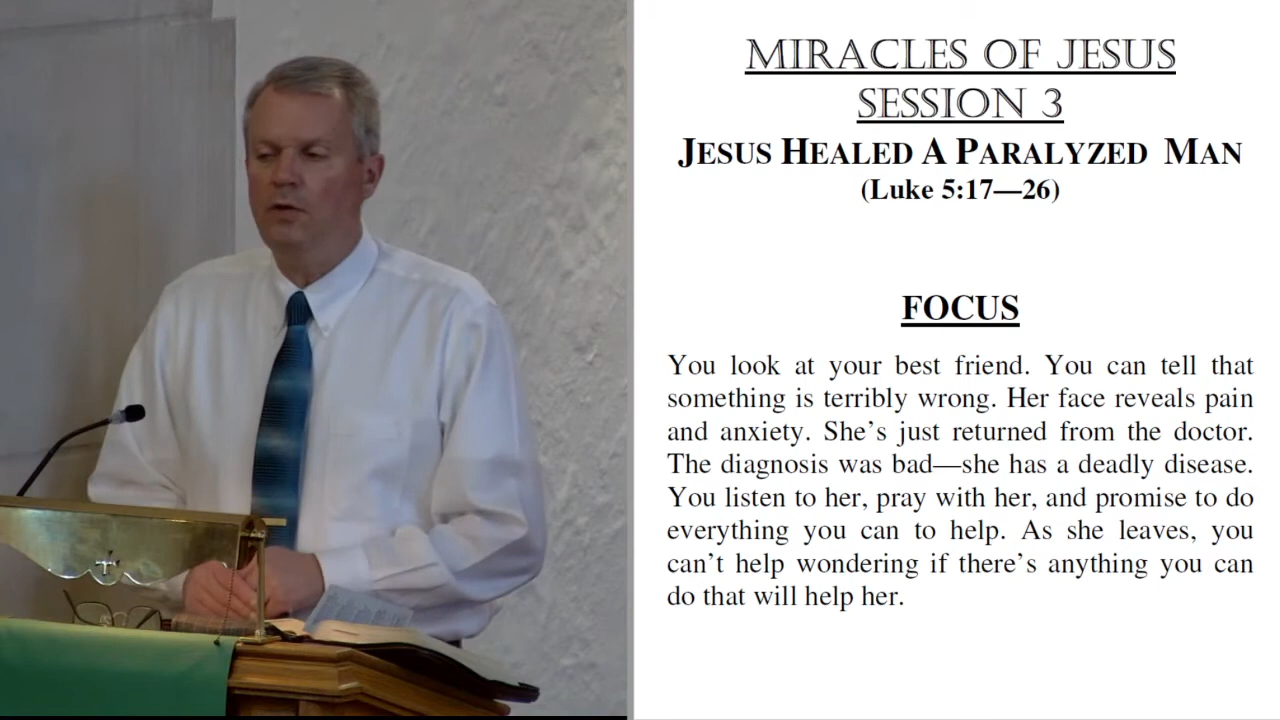 MIRACLES OF JESUS
SESSION 3
JESUS HEALED A PARALYZED MAN
(Luke 5:17—26)
FOCUS
You look at your best friend. You can tell that
something is terribly wrong. Her face reveals pain
and anxiety. She’s just returned from the doctor.
The diagnosis was bad—she has a deadly disease.
You listen to her, pray with her, and promise to do
everything you can to help. As she leaves, you
can’t help wondering if there’s anything you can
do that will help her.